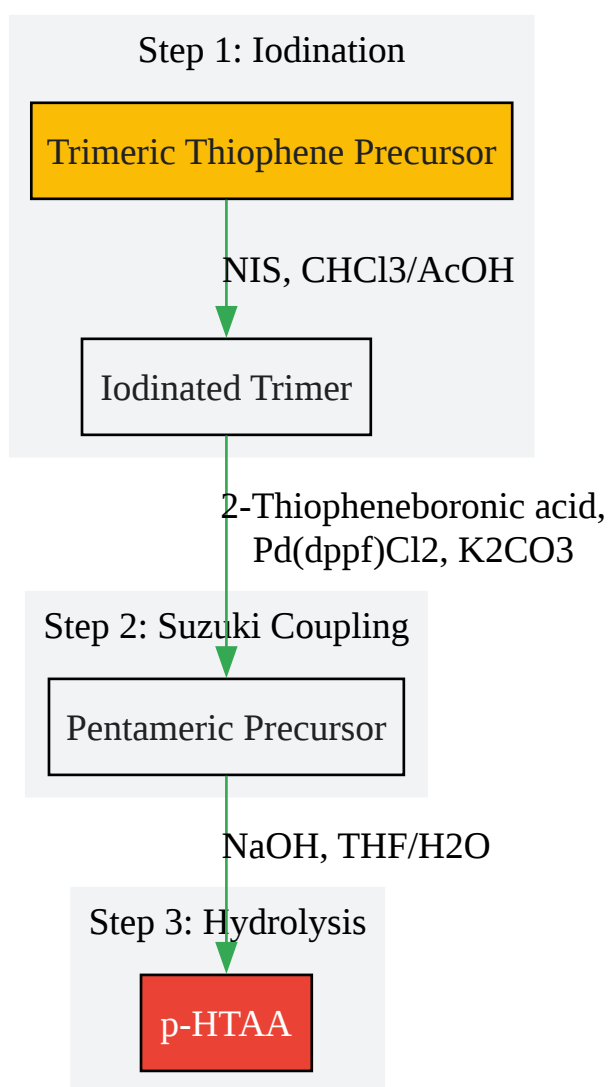 Step 1: Iodination
Trimeric Thiophene Precursor
NIS, CHCl3/AcOH
Iodinated Trimer
2-Thiopheneboronic acid,
Pd(dppf)Cl2, K2CO3
Step 2: Suzuki Coupling
Pentameric Precursor
NaOH, THF/H2O
Step 3: Hydrolysis
p-HTAA